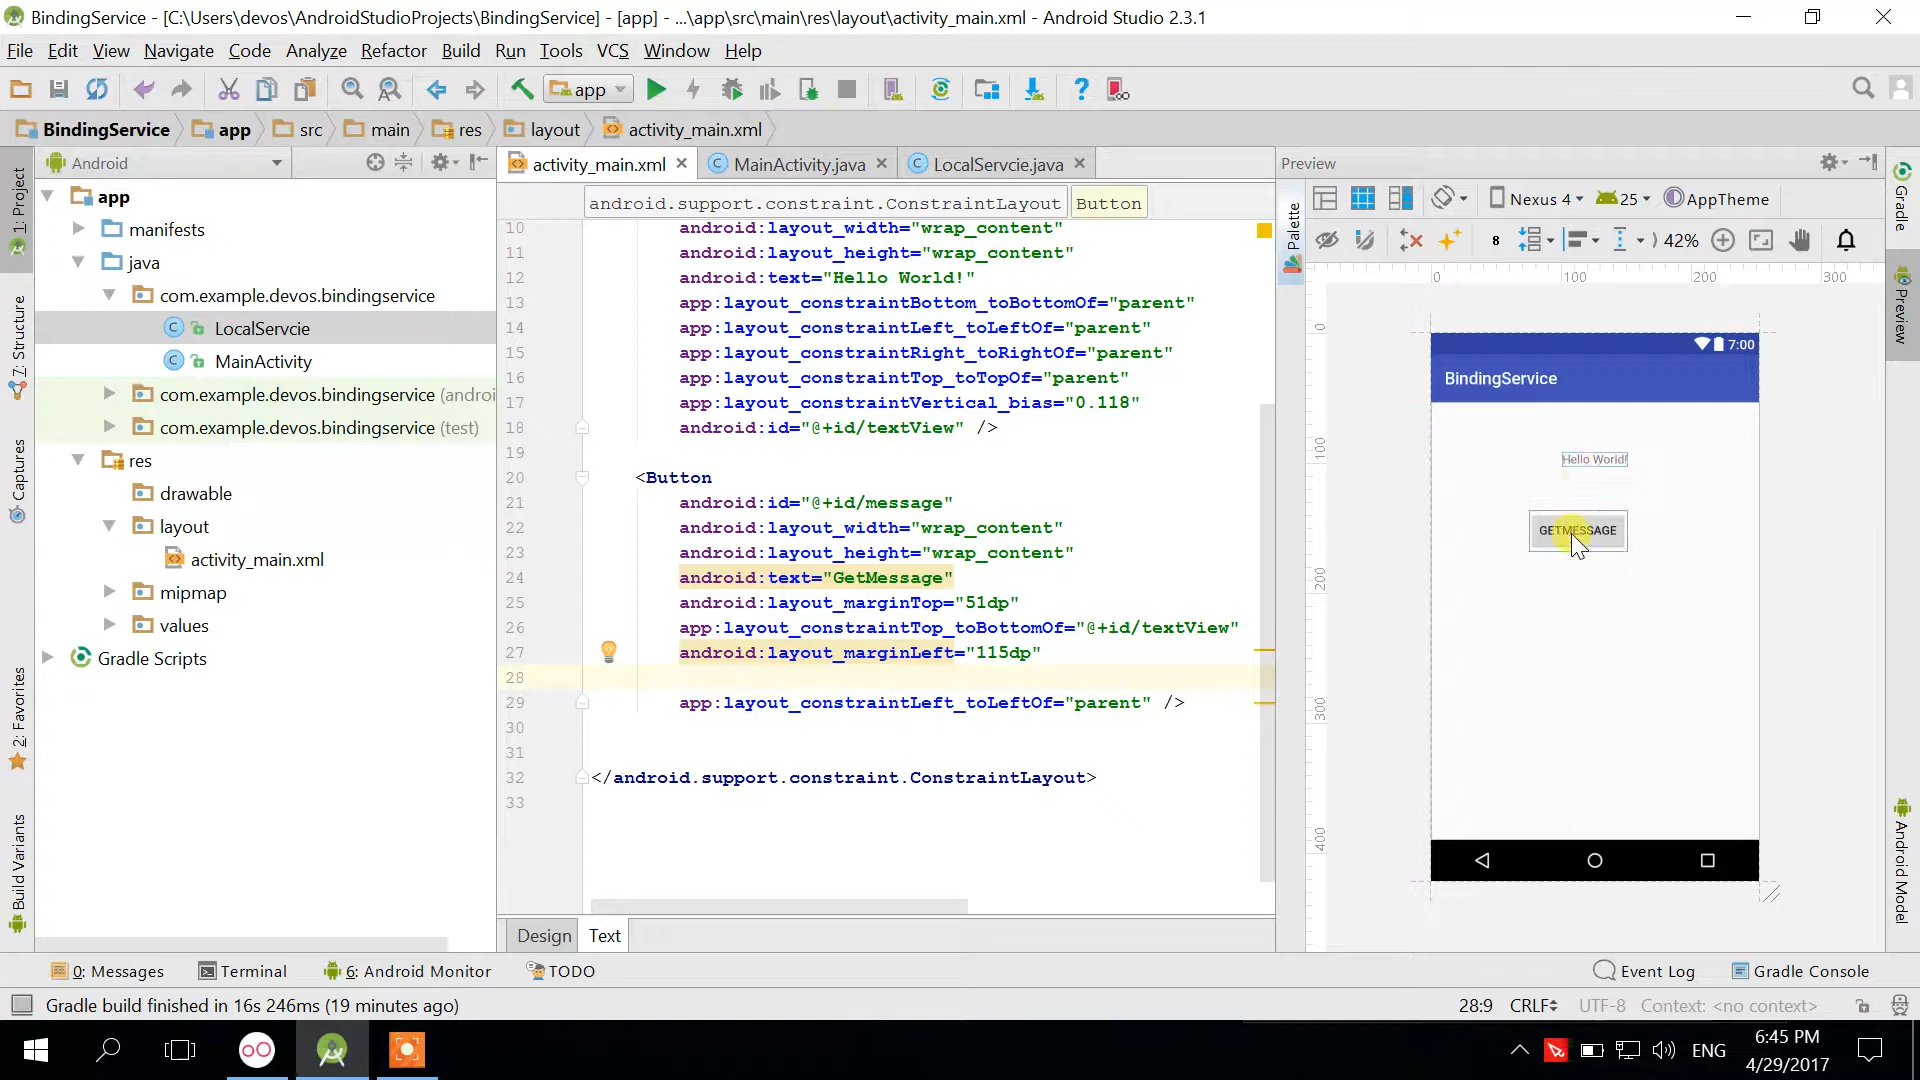 BindingService - [C:\Users\devos\AndroidStudioProjects\BindingService] - [app] - ...\app\src\main\res\layout\activity_main.xml - Android Studio 2.3.1
File Edit View Navigate Code Analyze Refactor Build Run Tools VCS Window Help
app
BindingService app src main res layout activity_main.xml
Android
activity_main.xml MainActivity.java LocalServcie.java
Preview
android.support.constraint.ConstraintLayout Button
Nexus 4 25 AppTheme
8 42%
1: Project
7: Structure
Captures
2: Favorites
Build Variants
app
manifests
java
com.example.devos.bindingservice
LocalServcie
MainActivity
com.example.devos.bindingservice (androi
com.example.devos.bindingservice (test)
res
drawable
layout
activity_main.xml
mipmap
values
Gradle Scripts
10 android:layout_width="wrap_content"
11 android:layout_height="wrap_content"
12 android:text="Hello World!"
13 app:layout_constraintBottom_toBottomOf="parent"
14 app:layout_constraintLeft_toLeftOf="parent"
15 app:layout_constraintRight_toRightOf="parent"
16 app:layout_constraintTop_toTopOf="parent"
17 app:layout_constraintVertical_bias="0.118"
18 android:id="@+id/textView" />
19
20 <Button
21 android:id="@+id/message"
22 android:layout_width="wrap_content"
23 android:layout_height="wrap_content"
24 android:text="GetMessage"
25 android:layout_marginTop="51dp"
26 app:layout_constraintTop_toBottomOf="@+id/textView"
27 android:layout_marginLeft="115dp"
28
29 app:layout_constraintLeft_toLeftOf="parent" />
30
31
32 </android.support.constraint.ConstraintLayout>
33
Design Text
Palette
0 100 200 300
0
100
200
300
400
7:00
BindingService
Hello World!
GETMESSAGE
Gradle
Preview
Android Model
0: Messages Terminal 6: Android Monitor TODO Event Log Gradle Console
Gradle build finished in 16s 246ms (19 minutes ago) 28:9 CRLF UTF-8 Context: <no context>
ENG 6:45 PM
4/29/2017